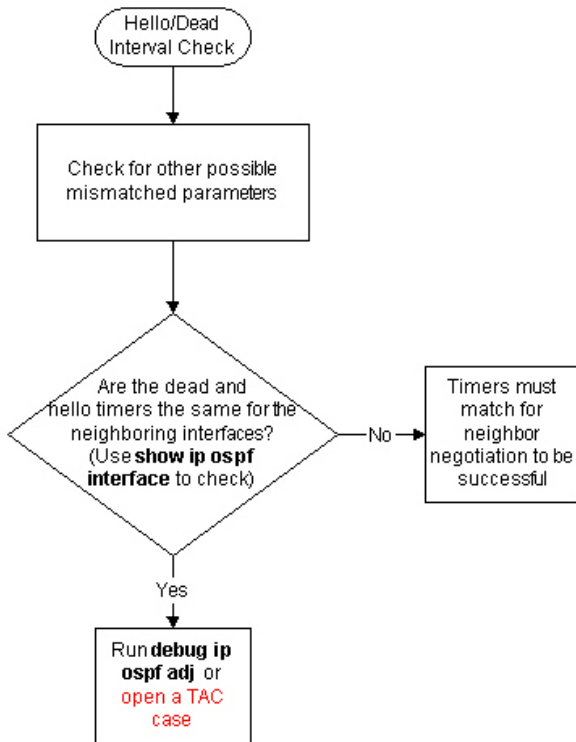 Hello/Dead
Interval Check
Check for other possible
mismatched parameters
Are the dead and
hello timers the same for the
neighboring interfaces?
(Use show ip ospf
interface to check)
No
Timers must
match for
neighbor
negotiation to be
successful
Yes
Run debug ip
ospf adj or
open a TAC
case